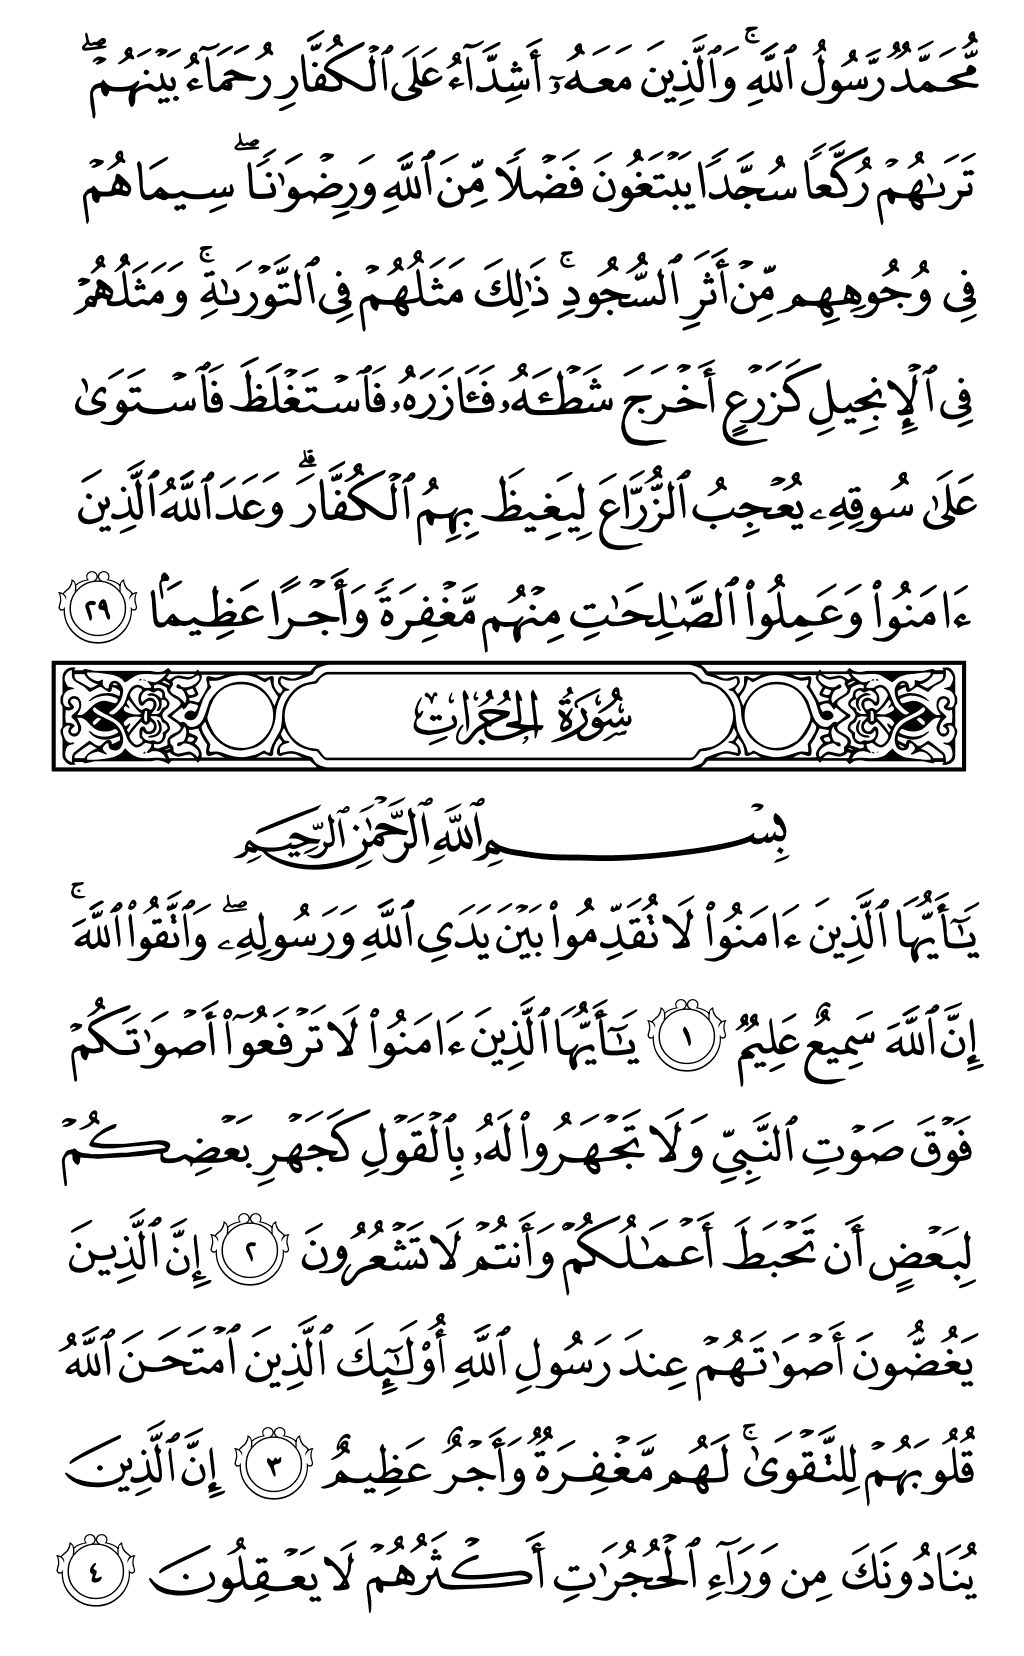 مُّحَمَّدٌ رَّسُولُ ٱللَّهِۚ وَٱلَّذِينَ مَعَهُۥٓ أَشِدَّآءُ عَلَى ٱلۡكُفَّارِ رُحَمَآءُ بَيۡنَهُمۡۖ
تَرَىٰهُمۡ رُكَّعٗا سُجَّدٗا يَبۡتَغُونَ فَضۡلٗا مِّنَ ٱللَّهِ وَرِضۡوَٰنٗاۖ سِيمَاهُمۡ
فِي وُجُوهِهِم مِّنۡ أَثَرِ ٱلسُّجُودِۚ ذَٰلِكَ مَثَلُهُمۡ فِي ٱلتَّوۡرَىٰةِۚ وَمَثَلُهُمۡ
فِي ٱلۡإِنجِيلِ كَزَرۡعٍ أَخۡرَجَ شَطۡـَٔهُۥ فَـَٔازَرَهُۥ فَٱسۡتَغۡلَظَ فَٱسۡتَوَىٰ
عَلَىٰ سُوقِهِۦ يُعۡجِبُ ٱلزُّرَّاعَ لِيَغِيظَ بِهِمُ ٱلۡكُفَّارَۗ وَعَدَ ٱللَّهُ ٱلَّذِينَ
ءَامَنُواْ وَعَمِلُواْ ٱلصَّٰلِحَٰتِ مِنۡهُم مَّغۡفِرَةٗ وَأَجۡرًا عَظِيمَۢا ٢٩
سُورَةُ الحُجُرَاتِ
بِسۡمِ ٱللَّهِ ٱلرَّحۡمَٰنِ ٱلرَّحِيمِ
يَٰٓأَيُّهَا ٱلَّذِينَ ءَامَنُواْ لَا تُقَدِّمُواْ بَيۡنَ يَدَيِ ٱللَّهِ وَرَسُولِهِۦۖ وَٱتَّقُواْ ٱللَّهَۚ
إِنَّ ٱللَّهَ سَمِيعٌ عَلِيمٞ ١ يَٰٓأَيُّهَا ٱلَّذِينَ ءَامَنُواْ لَا تَرۡفَعُوٓاْ أَصۡوَٰتَكُمۡ
فَوۡقَ صَوۡتِ ٱلنَّبِيِّ وَلَا تَجۡهَرُواْ لَهُۥ بِٱلۡقَوۡلِ كَجَهۡرِ بَعۡضِكُمۡ
لِبَعۡضٍ أَن تَحۡبَطَ أَعۡمَٰلُكُمۡ وَأَنتُمۡ لَا تَشۡعُرُونَ ٢ إِنَّ ٱلَّذِينَ
يَغُضُّونَ أَصۡوَٰتَهُمۡ عِندَ رَسُولِ ٱللَّهِ أُوْلَٰٓئِكَ ٱلَّذِينَ ٱمۡتَحَنَ ٱللَّهُ
قُلُوبَهُمۡ لِلتَّقۡوَىٰۚ لَهُم مَّغۡفِرَةٞ وَأَجۡرٌ عَظِيمٌ ٣ إِنَّ ٱلَّذِينَ
يُنَادُونَكَ مِن وَرَآءِ ٱلۡحُجُرَٰتِ أَكۡثَرُهُمۡ لَا يَعۡقِلُونَ ٤